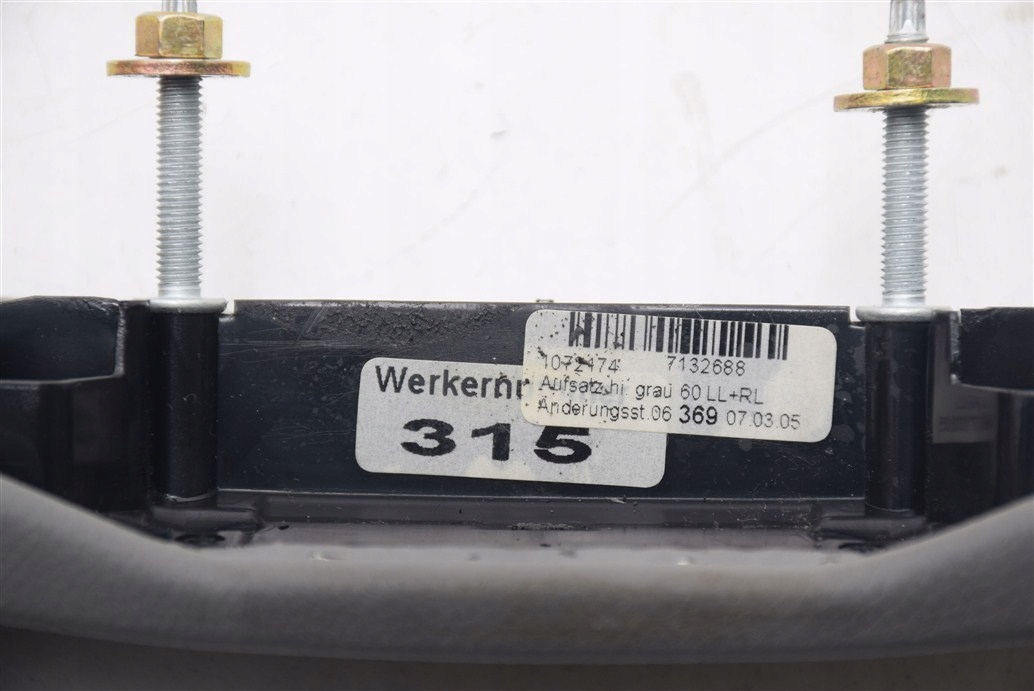 Werkernr
315
1072174 7132688
Aufsatz hi. grau 60 LL+RL
Änderungsst.06 369 07.03.05